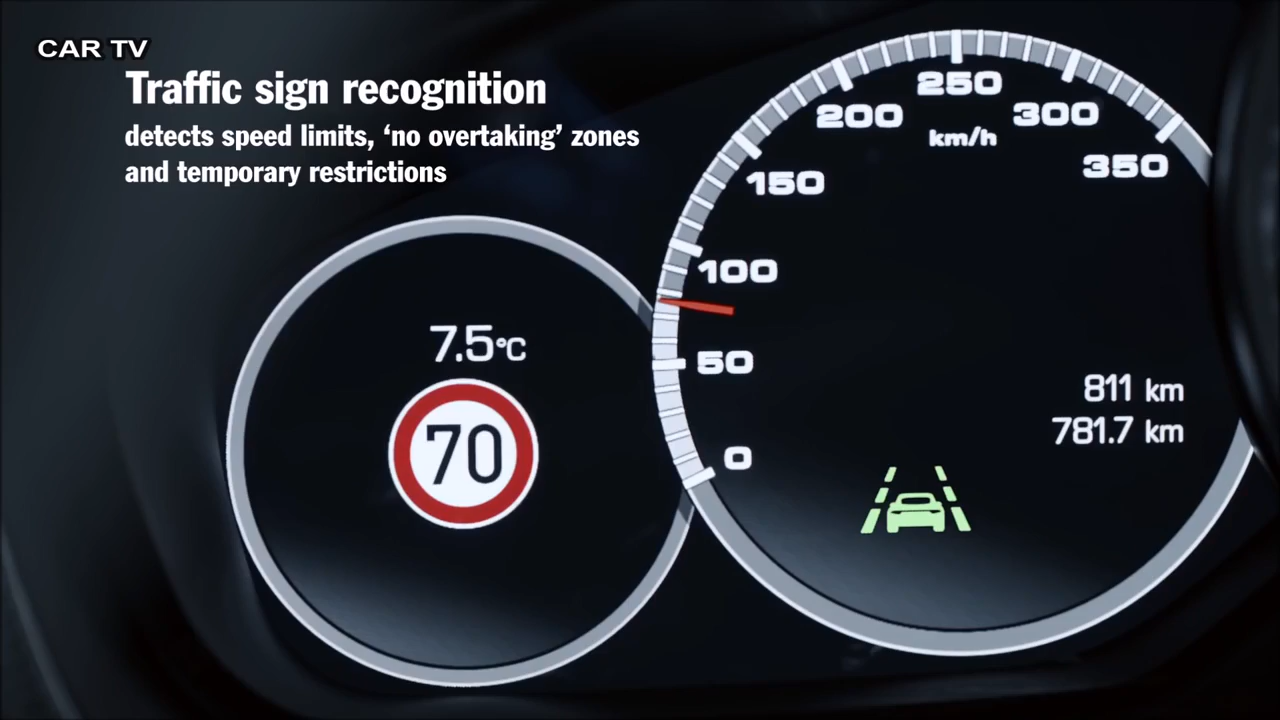 CAR TV
Traffic sign recognition
detects speed limits, ‘no overtaking’ zones
and temporary restrictions
7.5°C
70
0
50
100
150
200
250
300
350
km/h
811 km
781.7 km